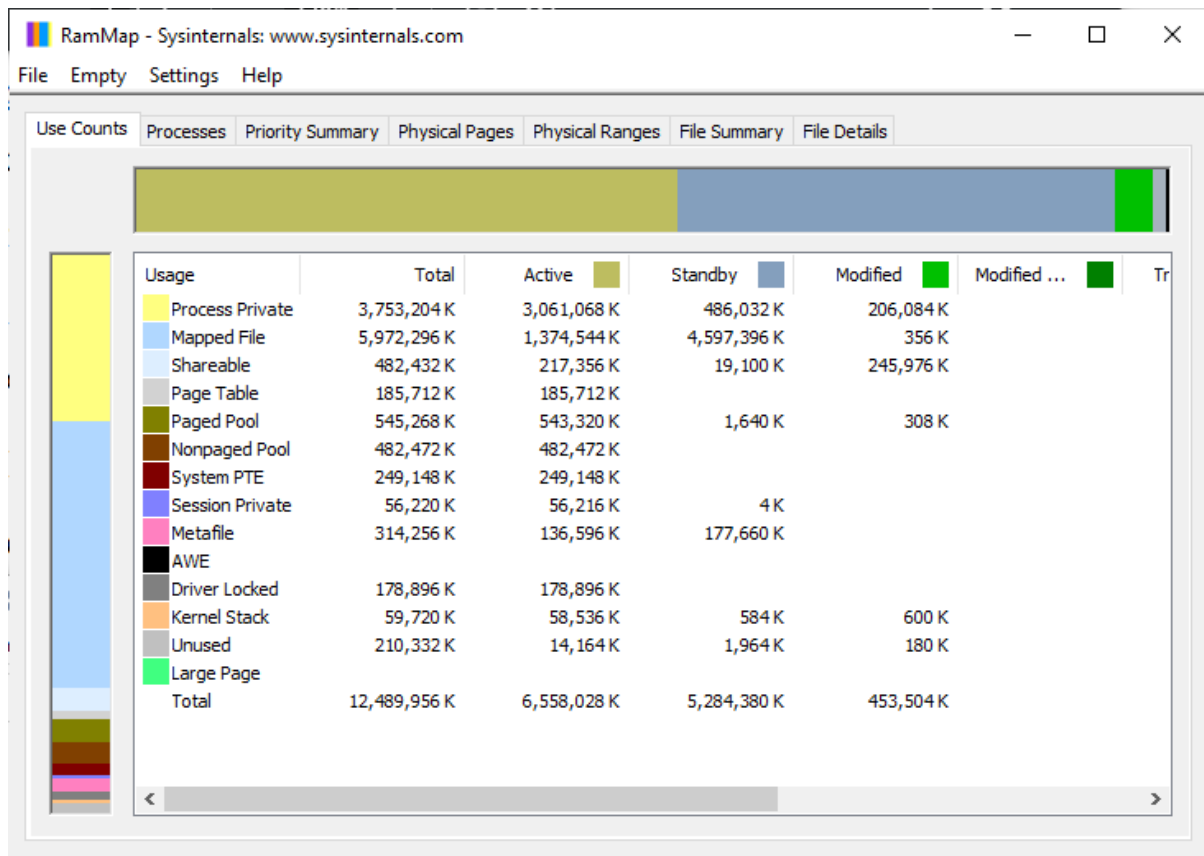 RamMap - Sysinternals: www.sysinternals.com
File Empty Settings Help
Use Counts Processes Priority Summary Physical Pages Physical Ranges File Summary File Details
Usage Total Active Standby Modified Modified ... Tr
Process Private 3,753,204 K 3,061,068 K 486,032 K 206,084 K
Mapped File 5,972,296 K 1,374,544 K 4,597,396 K 356 K
Shareable 482,432 K 217,356 K 19,100 K 245,976 K
Page Table 185,712 K 185,712 K
Paged Pool 545,268 K 543,320 K 1,640 K 308 K
Nonpaged Pool 482,472 K 482,472 K
System PTE 249,148 K 249,148 K
Session Private 56,220 K 56,216 K 4 K
Metafile 314,256 K 136,596 K 177,660 K
AWE
Driver Locked 178,896 K 178,896 K
Kernel Stack 59,720 K 58,536 K 584 K 600 K
Unused 210,332 K 14,164 K 1,964 K 180 K
Large Page
Total 12,489,956 K 6,558,028 K 5,284,380 K 453,504 K